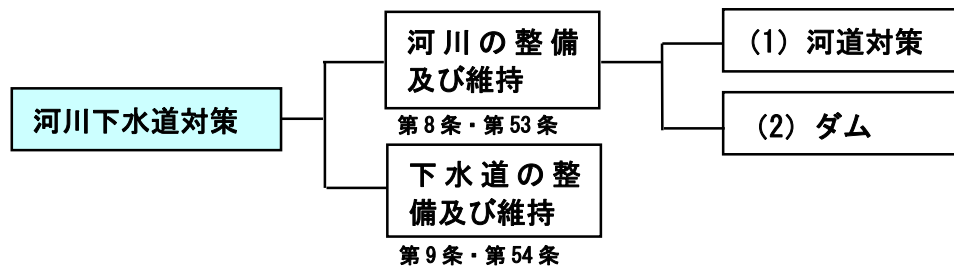 河川下水道対策
河川の整備
及び維持
第8条・第53条
下水道の整
備及び維持
第9条・第54条
(1) 河道対策
(2) ダム